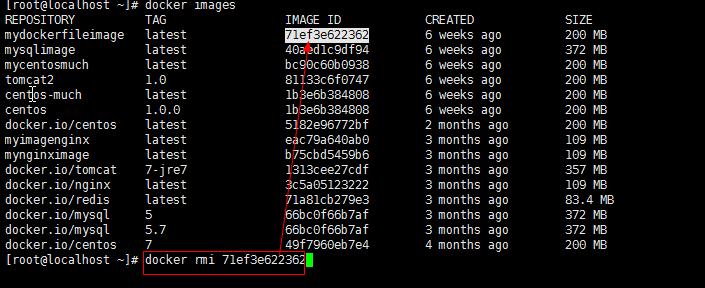 [root@localhost ~]# docker images
REPOSITORY TAG IMAGE ID CREATED SIZE
mydockerfileimage latest 71ef3e622362 6 weeks ago 200 MB
mysqlimage latest 40aed1c9df94 6 weeks ago 372 MB
mycentosmuch latest bc90c60b0938 6 weeks ago 200 MB
tomcat2 1.0 81133c6f0747 6 weeks ago 200 MB
centos-much latest 1b3e6b384808 6 weeks ago 200 MB
centos 1.0.0 1b3e6b384808 6 weeks ago 200 MB
docker.io/centos latest 5182e96772bf 2 months ago 200 MB
myimagenginx latest eac79a640ab0 3 months ago 109 MB
mynginximage latest b75cbd5459b6 3 months ago 109 MB
docker.io/tomcat 7-jre7 1313cee27cdf 3 months ago 357 MB
docker.io/nginx latest 3c5a05123222 3 months ago 109 MB
docker.io/redis latest 71a81cb279e3 3 months ago 83.4 MB
docker.io/mysql 5 66bc0f66b7af 3 months ago 372 MB
docker.io/mysql 5.7 66bc0f66b7af 3 months ago 372 MB
docker.io/centos 7 49f7960eb7e4 4 months ago 200 MB
[root@localhost ~]# docker rmi 71ef3e622362